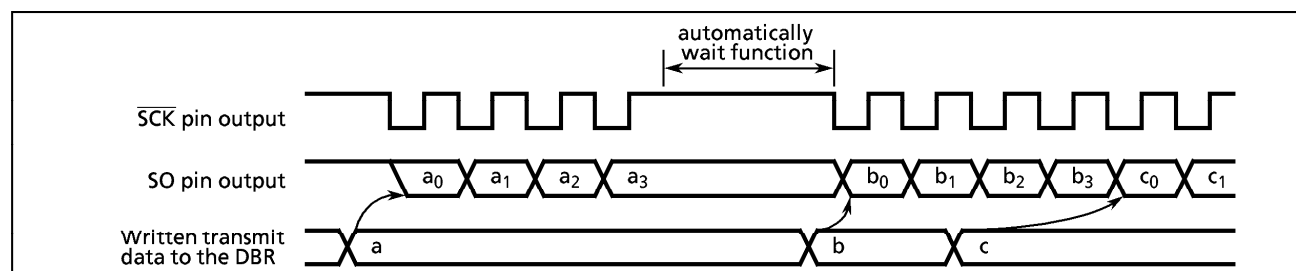 automatically
wait function
SCK pin output
SO pin output
a0 a1 a2 a3 b0 b1 b2 b3 c0 c1
Written transmit
data to the DBR
a b c